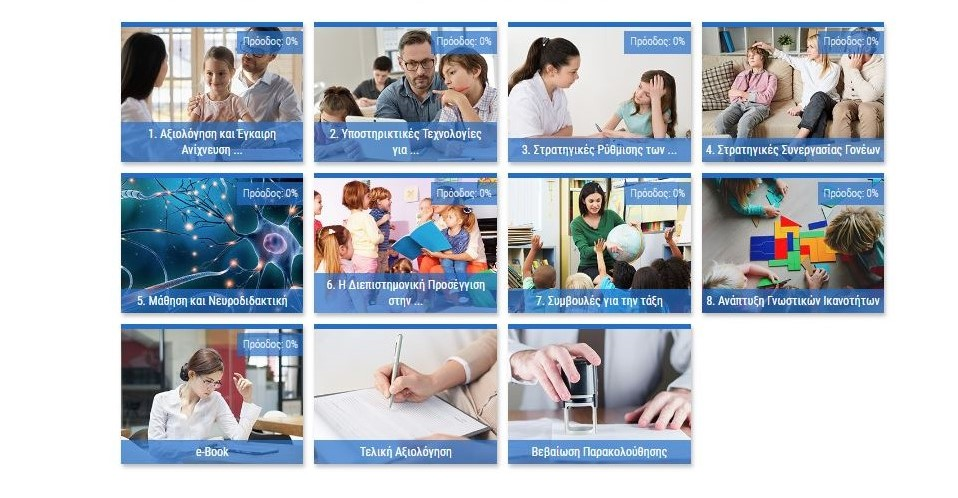 Πρόοδος: 0%
1. Αξιολόγηση και Έγκαιρη
Ανίχνευση ...
Πρόοδος: 0%
2. Υποστηρικτικές Τεχνολογίες
για ...
Πρόοδος: 0%
3. Στρατηγικές Ρύθμισης των ...
Πρόοδος: 0%
4. Στρατηγικές Συνεργασίας Γονέων
Πρόοδος: 0%
5. Μάθηση και Νευροδιδακτική
Πρόοδος: 0%
6. Η Διεπιστημονική Προσέγγιση
στην ...
Πρόοδος: 0%
7. Συμβουλές για την τάξη
Πρόοδος: 0%
8. Ανάπτυξη Γνωστικών Ικανοτήτων
Πρόοδος: 0%
e-Book
Τελική Αξιολόγηση
Βεβαίωση Παρακολούθησης